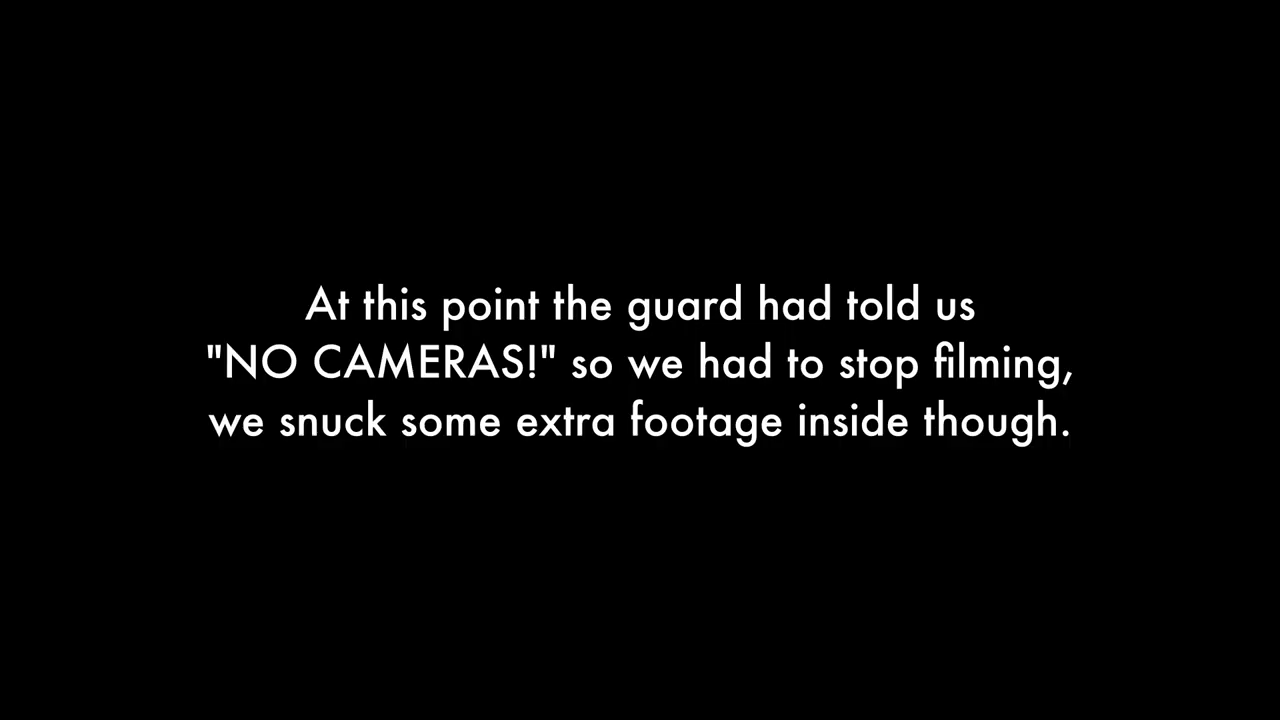 At this point the guard had told us
"NO CAMERAS!" so we had to stop filming,
we snuck some extra footage inside though.